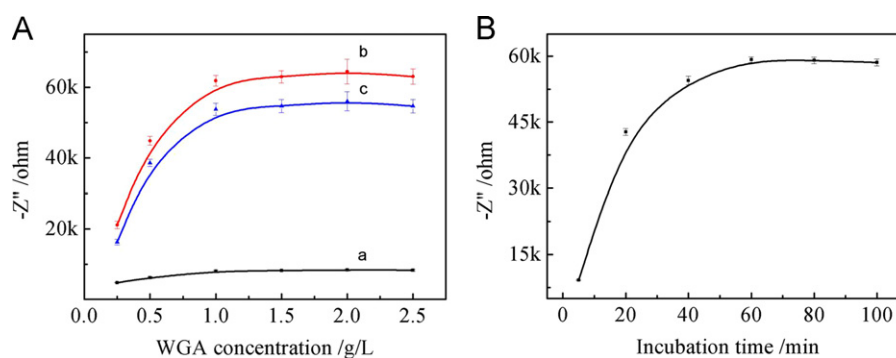 A
b
c
a
-Z" /ohm
60k
40k
20k
0.0 0.5 1.0 1.5 2.0 2.5
WGA concentration /g/L
B
-Z" /ohm
60k
45k
30k
15k
0 20 40 60 80 100
Incubation time /min